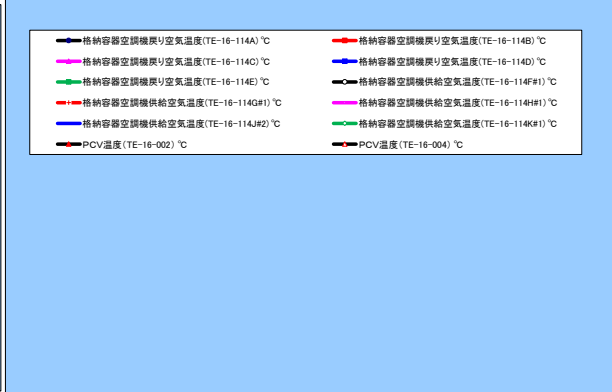 格納容器空調機戻り空気温度(TE-16-114A)℃ 格納容器空調機戻り空気温度(TE-16-114B)℃
格納容器空調機戻り空気温度(TE-16-114C)℃ 格納容器空調機戻り空気温度(TE-16-114D)℃
格納容器空調機戻り空気温度(TE-16-114E)℃ 格納容器空調機供給空気温度(TE-16-114F#1)℃
格納容器空調機供給空気温度(TE-16-114G#1)℃ 格納容器空調機供給空気温度(TE-16-114H#1)℃
格納容器空調機供給空気温度(TE-16-114J#2)℃ 格納容器空調機供給空気温度(TE-16-114K#1)℃
PCV温度(TE-16-002)℃ PCV温度(TE-16-004)℃